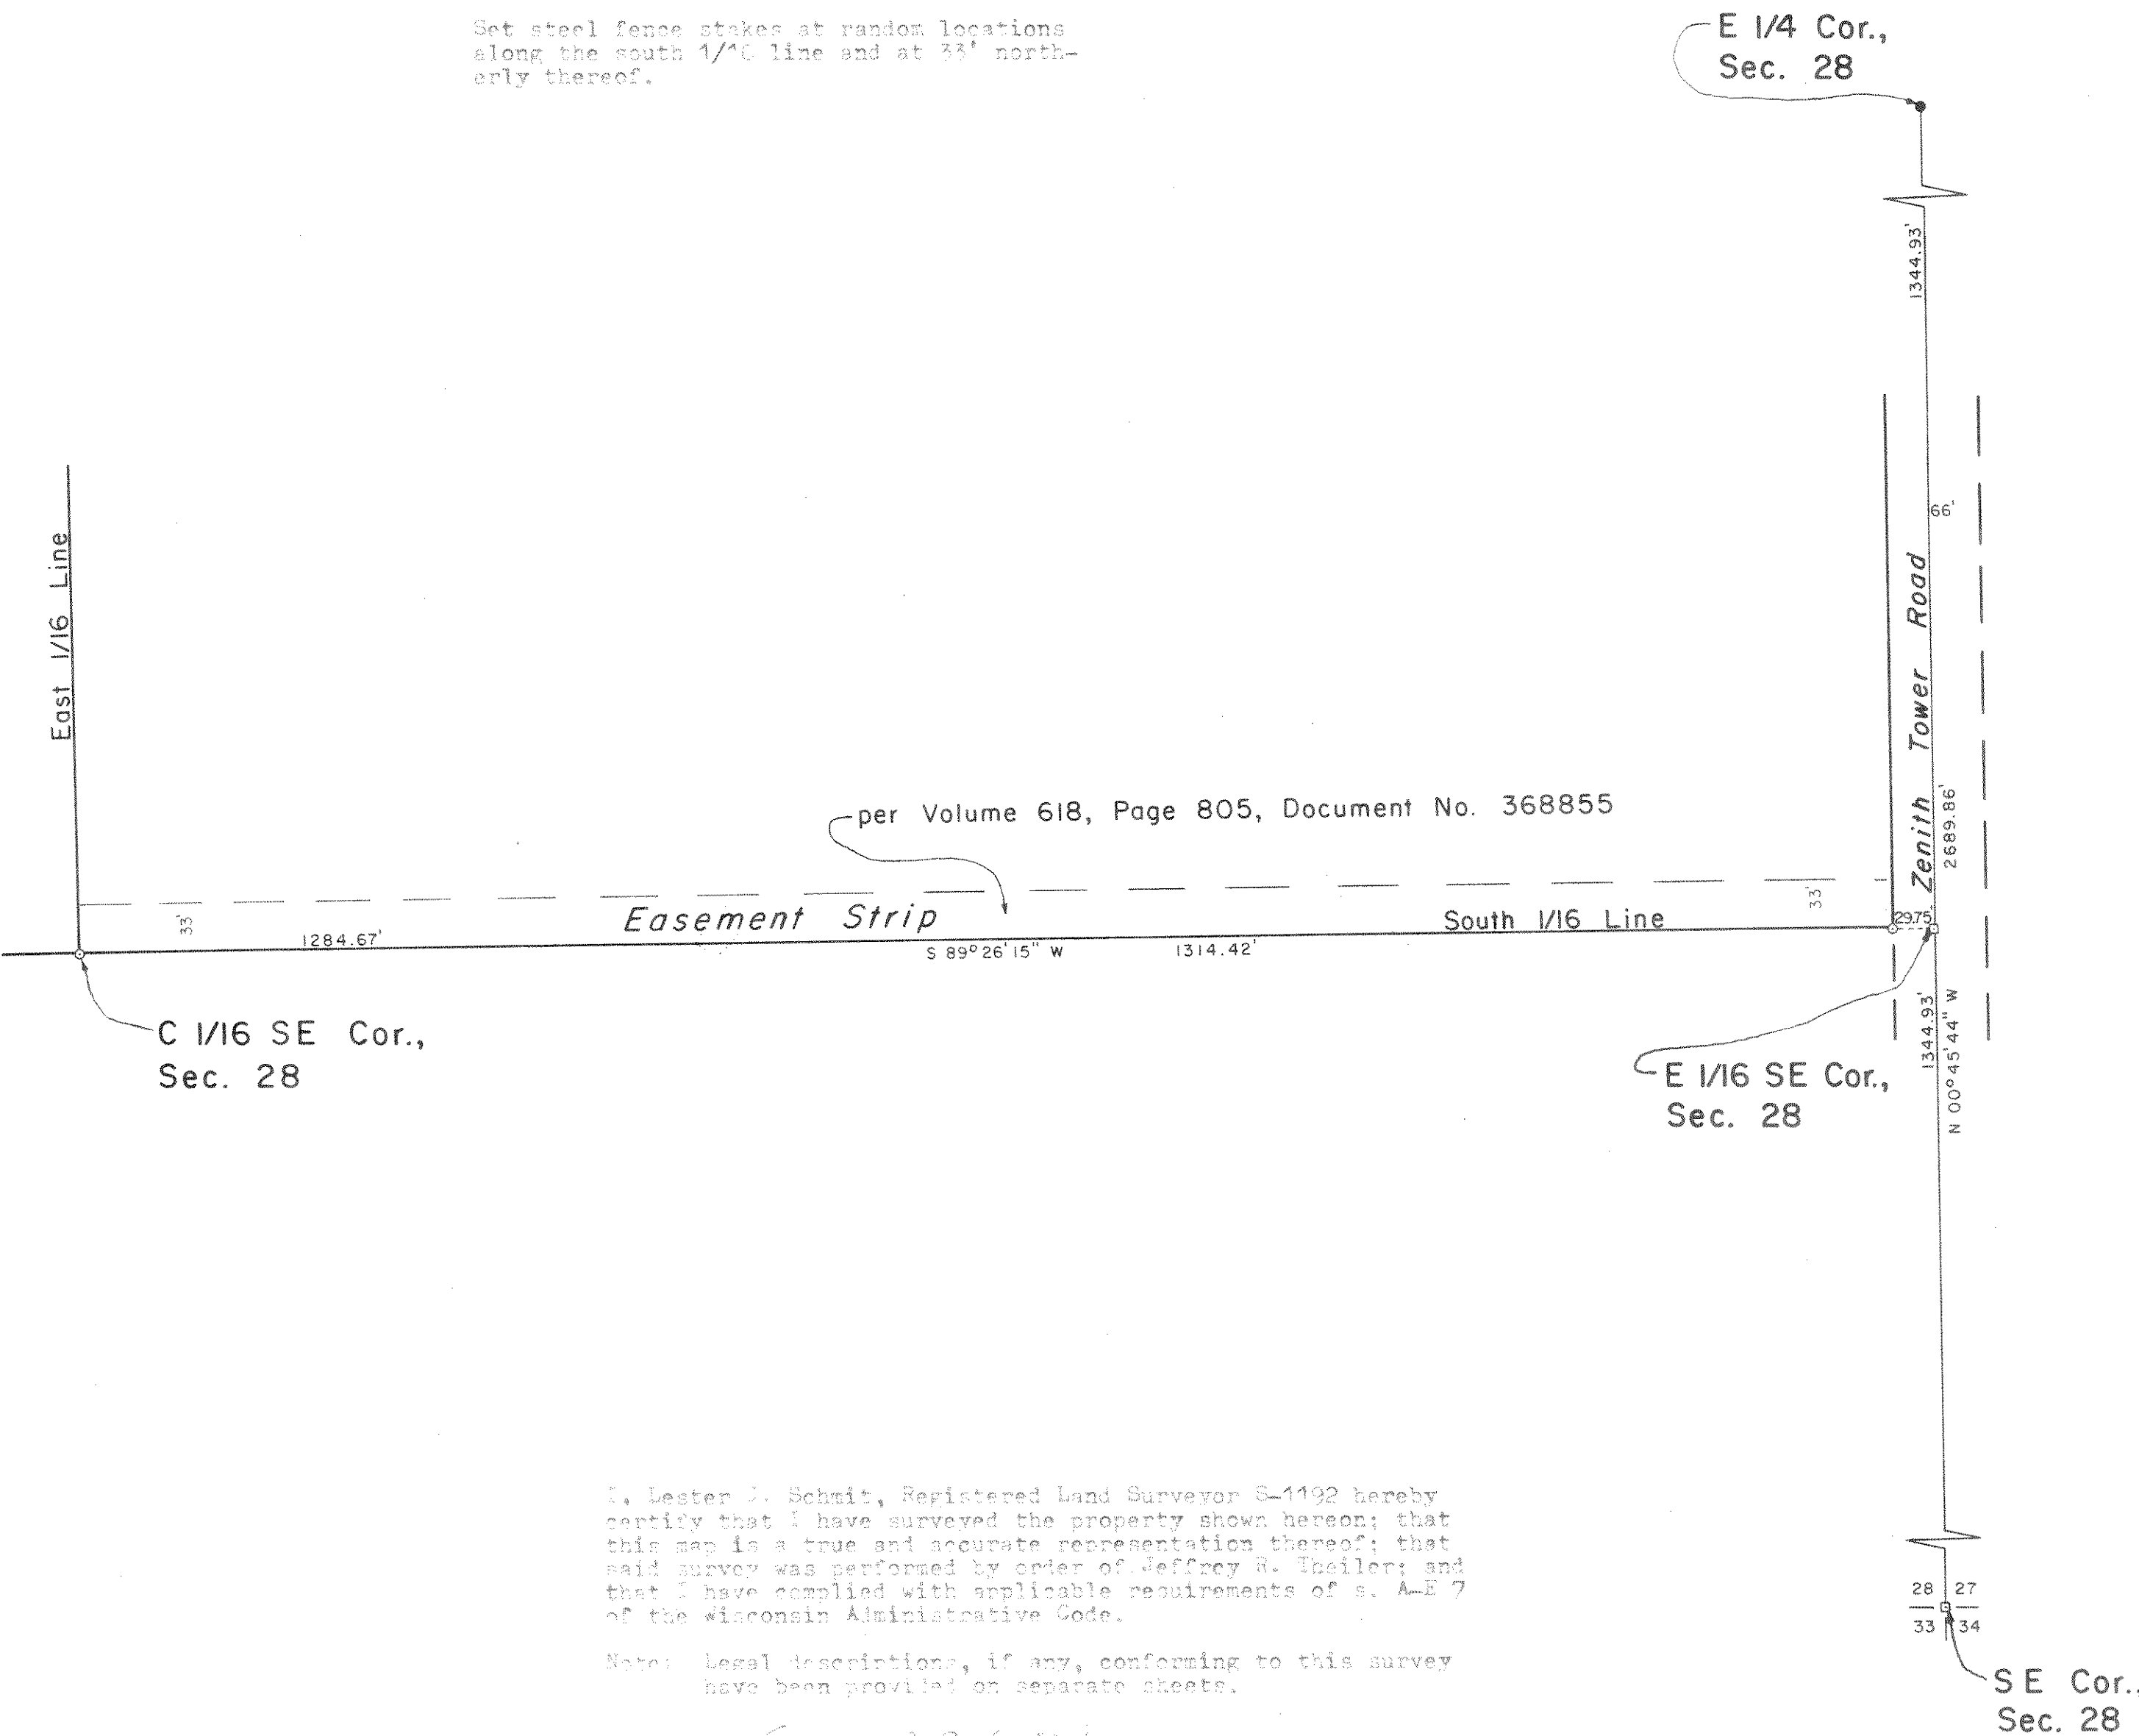 Set steel fence stakes at random locations
along the south 1/16 line and at 33' north-
erly thereof.
E 1/4 Cor.,
Sec. 28
1344.93'
66'
East 1/16 Line
Zenith Tower Road
2689.86'
per Volume 618, Page 805, Document No. 368855
33'
33'
Easement Strip
South 1/16 Line
29.75'
1284.67'
S 89°26'15" W
1314.42'
C 1/16 SE Cor.,
Sec. 28
1344.93'
N 00°45'44" W
E 1/16 SE Cor.,
Sec. 28
I, Lester J. Schmit, Registered Land Surveyor S-1192 hereby
certify that I have surveyed the property shown hereon; that
this map is a true and accurate representation thereof; that
said survey was performed by order of Jeffrey R. Theiler; and
that I have complied with applicable requirements of s. A-E 7
of the Wisconsin Administrative Code.
Note: Legal descriptions, if any, conforming to this survey
have been provided on separate sheets.
28 27
33 34
SE Cor.,
Sec. 28